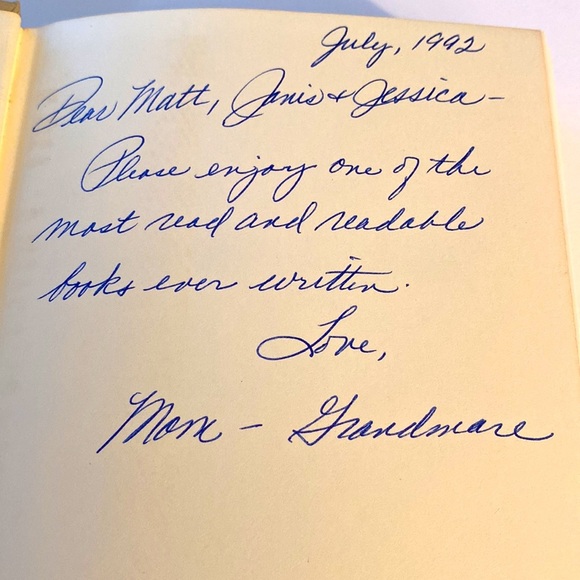 July, 1992
Dear Matt, Janis & Jessica -
Please enjoy one of the
most read and readable
books ever written.
Love,
Mom - Grandmare